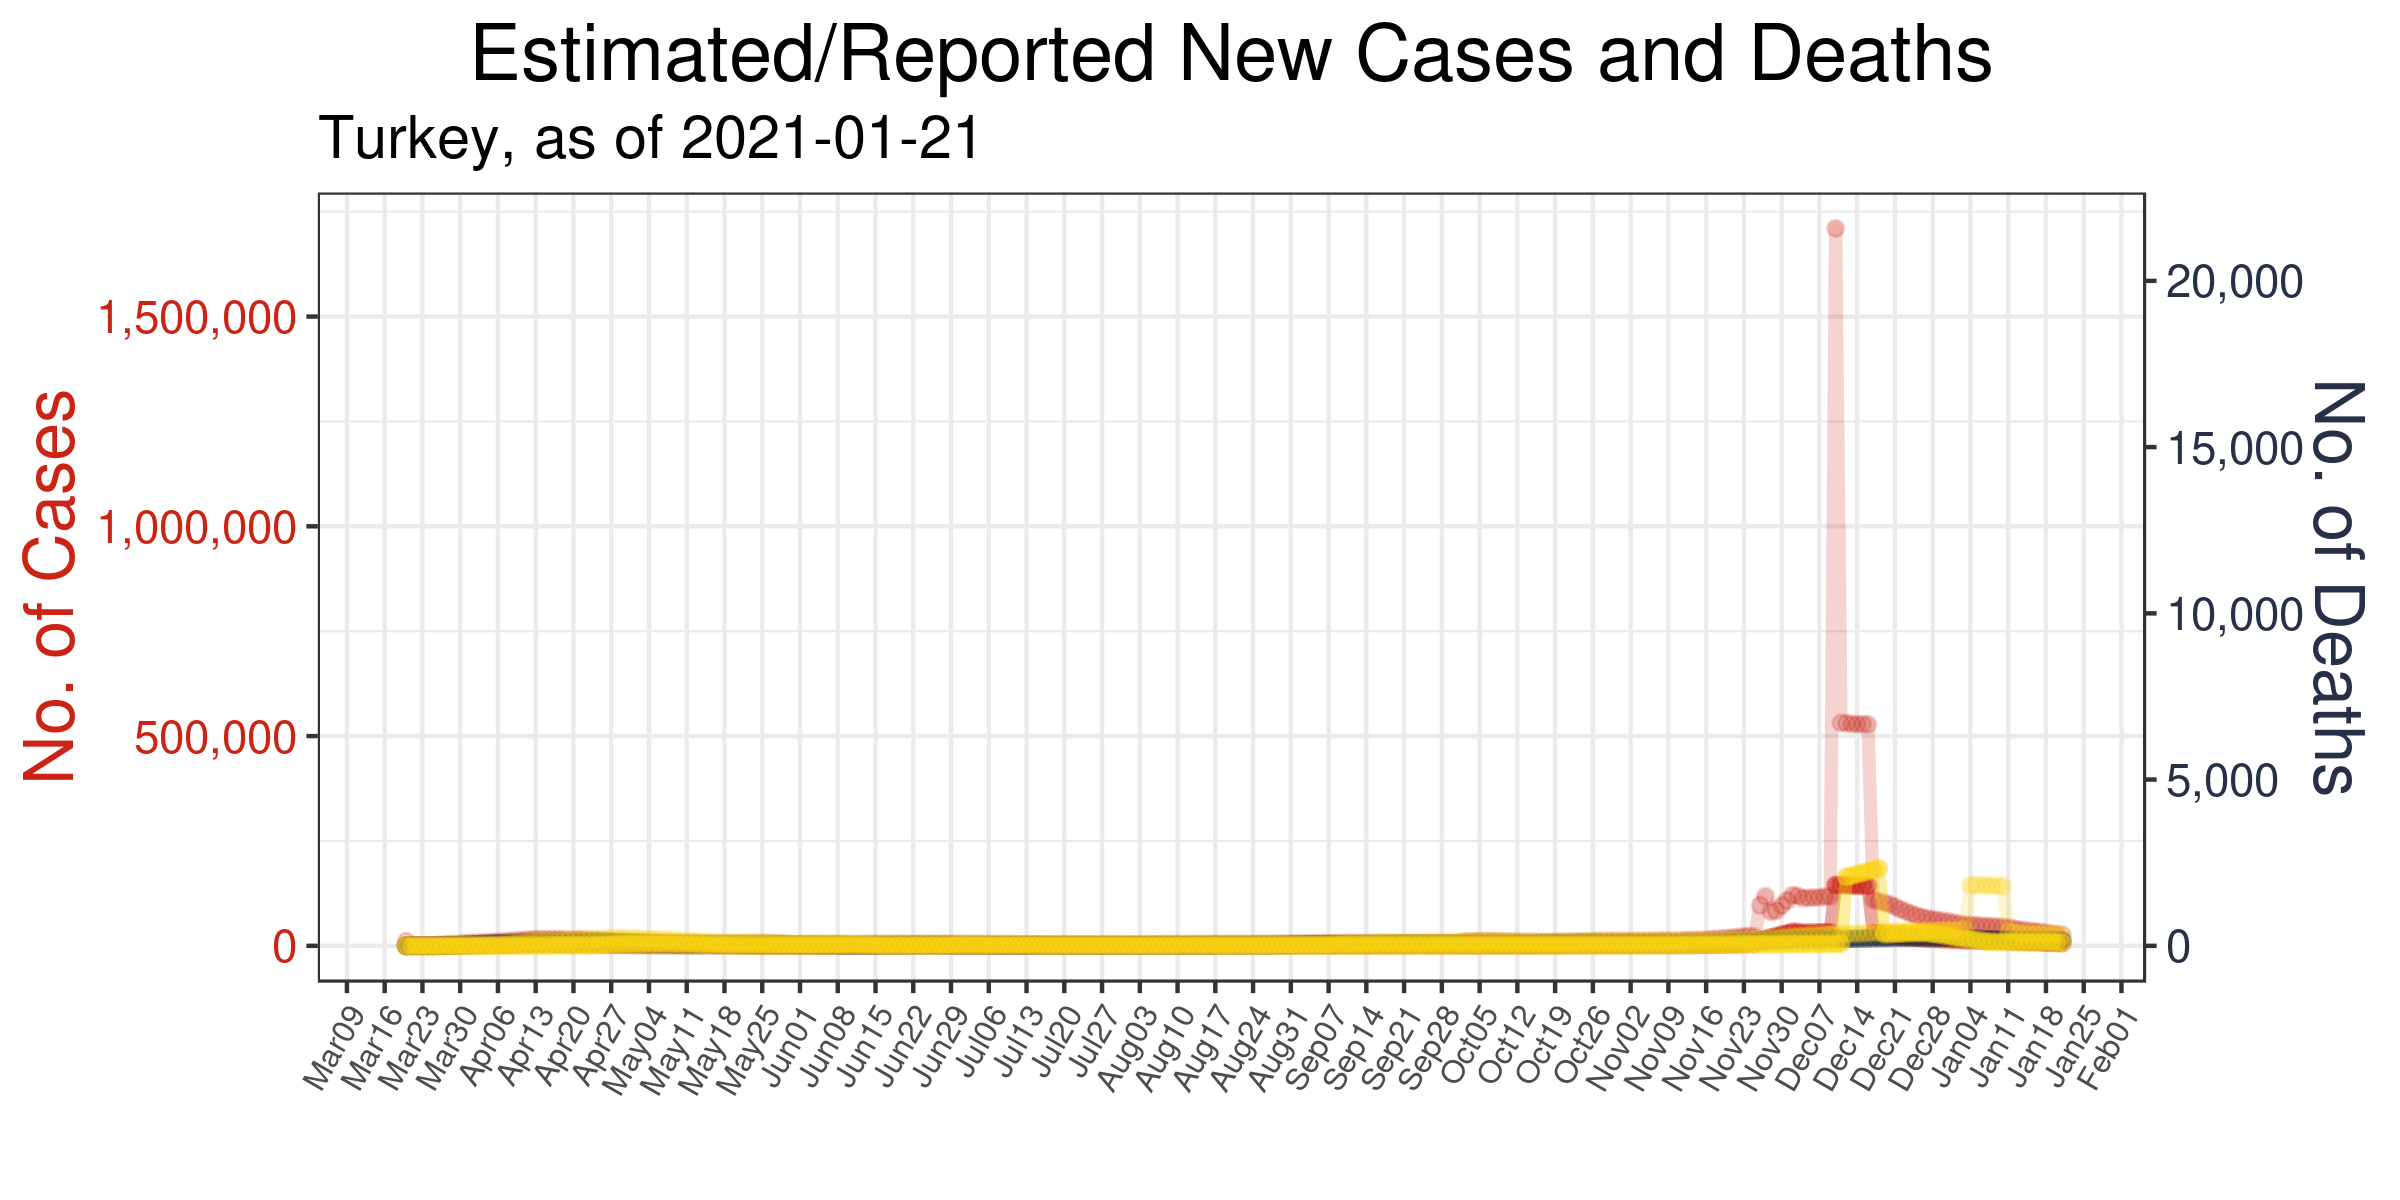 Estimated/Reported New Cases and Deaths
Turkey, as of 2021-01-21
No. of Cases
1,500,000
1,000,000
500,000
0
20,000
15,000
10,000
5,000
0
No. of Deaths
Mar09
Mar16
Mar23
Mar30
Apr06
Apr13
Apr20
Apr27
May04
May11
May18
May25
Jun01
Jun08
Jun15
Jun22
Jun29
Jul06
Jul13
Jul20
Jul27
Aug03
Aug10
Aug17
Aug24
Aug31
Sep07
Sep14
Sep21
Sep28
Oct05
Oct12
Oct19
Oct26
Nov02
Nov09
Nov16
Nov23
Nov30
Dec07
Dec14
Dec21
Dec28
Jan04
Jan11
Jan18
Jan25
Feb01